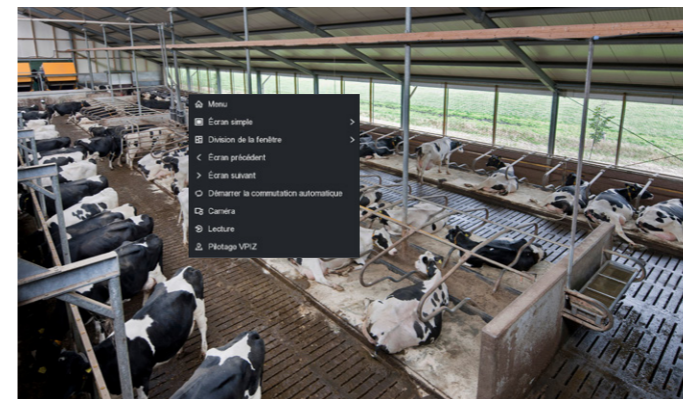 Menu
Écran simple
Division de la fenêtre
Écran précédent
Écran suivant
Démarrer la commutation automatique
Caméra
Lecture
Pilotage VPIZ